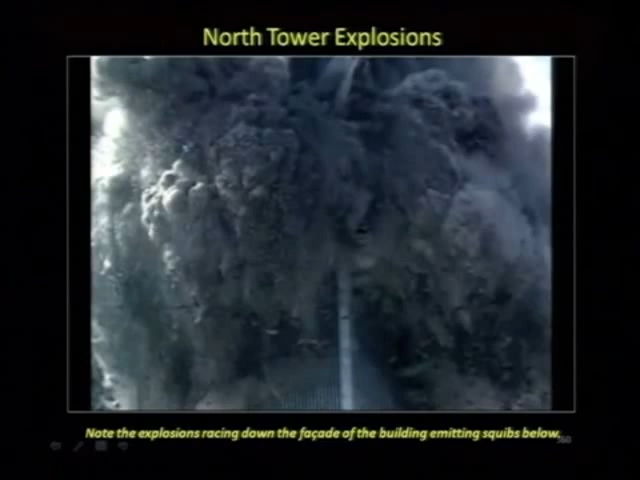 North Tower Explosions
Note the explosions racing down the façade of the building emitting squibs below.